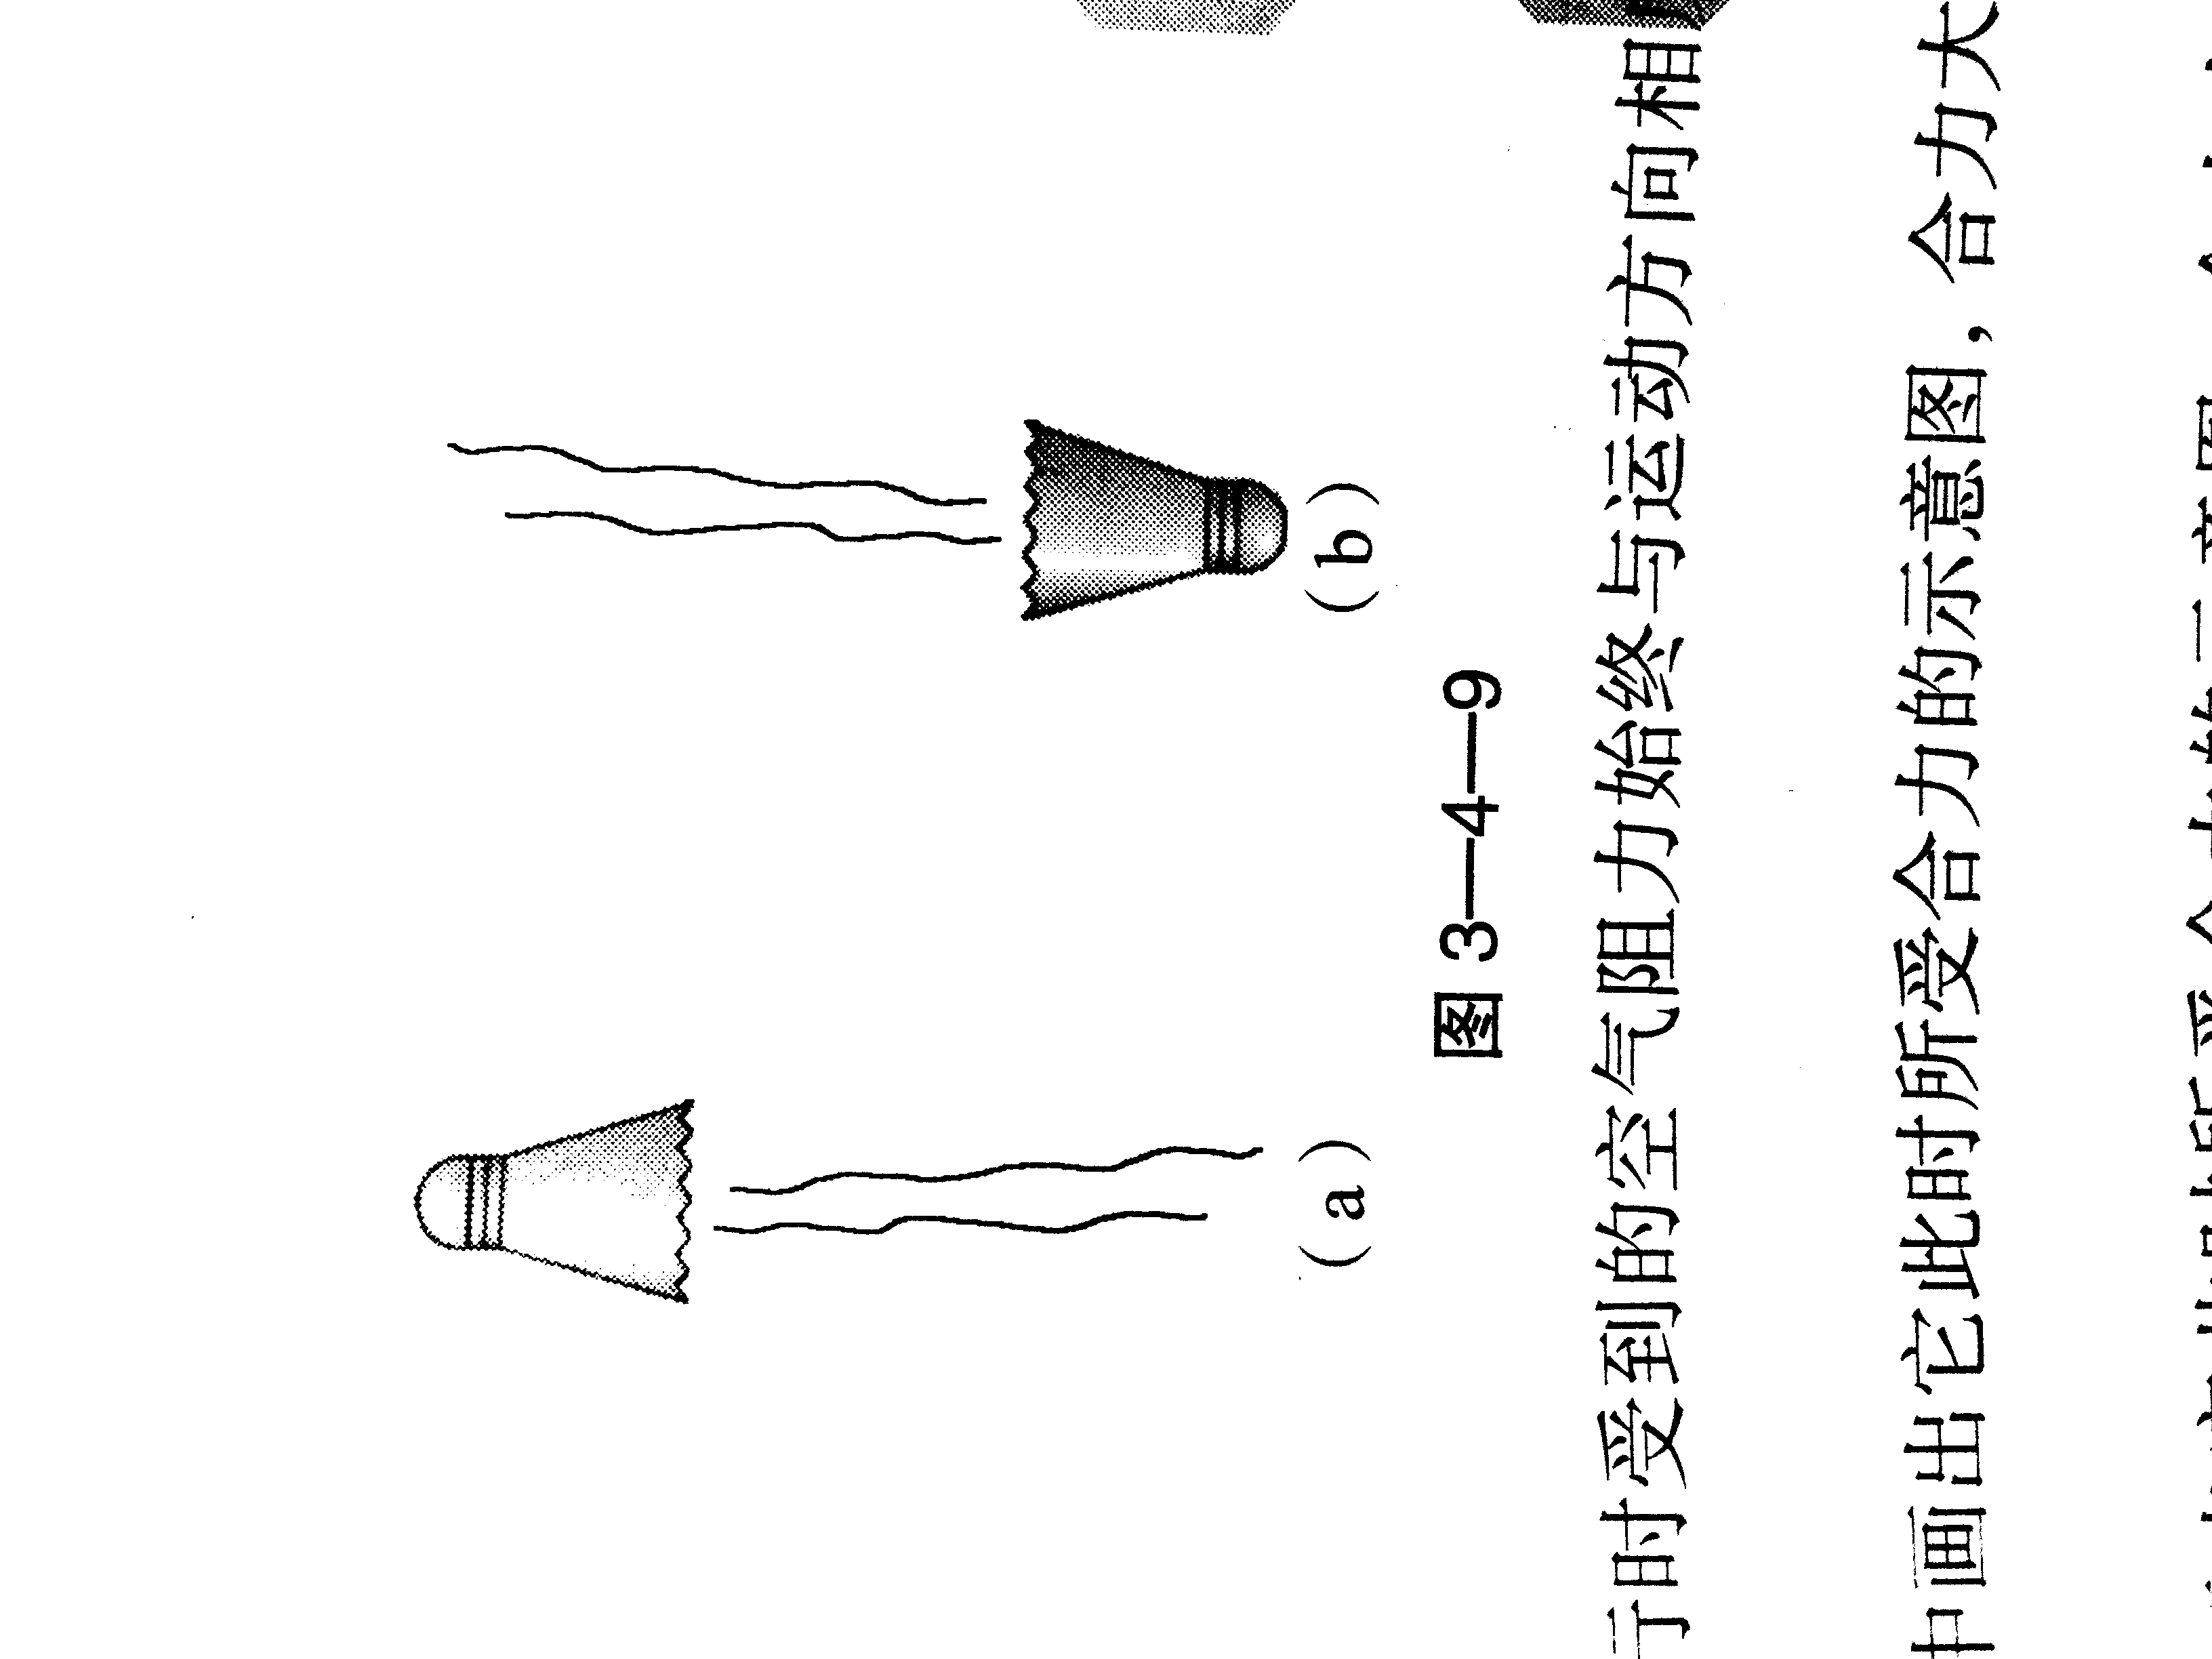 (a) (b)
图 3—4—9
时受到的空气阻力始终与运动方向相
中画出它此时所受合力的示意图，合力大